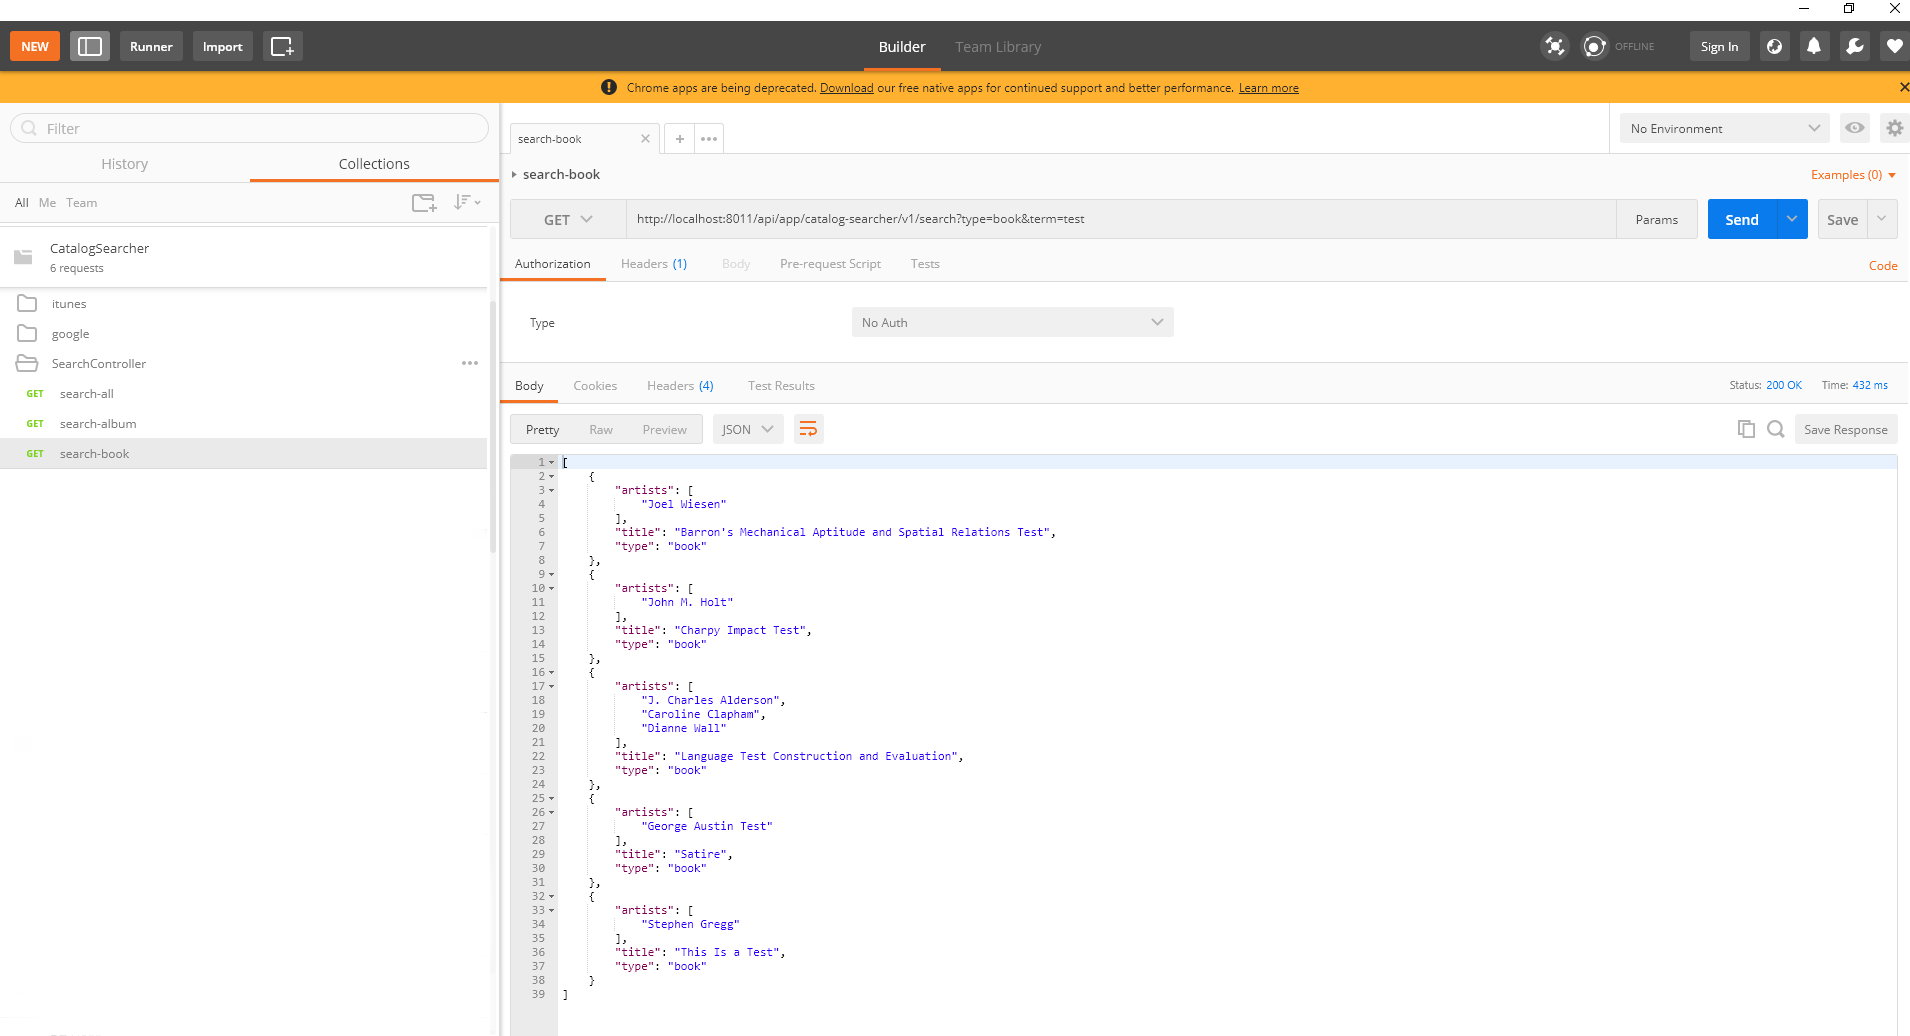 NEW Runner Import Builder Team Library OFFLINE Sign In
Chrome apps are being deprecated. Download our free native apps for continued support and better performance. Learn more
Filter
History Collections
All Me Team
CatalogSearcher
6 requests
itunes
google
SearchController
GET search-all
GET search-album
GET search-book
search-book
No Environment
search-book
Examples (0)
GET http://localhost:8011/api/app/catalog-searcher/v1/search?type=book&term=test Params Send Save
Authorization Headers (1) Body Pre-request Script Tests Code
Type No Auth
Body Cookies Headers (4) Test Results Status: 200 OK Time: 432 ms
Pretty Raw Preview JSON Save Response
1 [
2 {
3 "artists": [
4 "Joel Wiesen"
5 ],
6 "title": "Barron's Mechanical Aptitude and Spatial Relations Test",
7 "type": "book"
8 },
9 {
10 "artists": [
11 "John M. Holt"
12 ],
13 "title": "Charpy Impact Test",
14 "type": "book"
15 },
16 {
17 "artists": [
18 "J. Charles Alderson",
19 "Caroline Clapham",
20 "Dianne Wall"
21 ],
22 "title": "Language Test Construction and Evaluation",
23 "type": "book"
24 },
25 {
26 "artists": [
27 "George Austin Test"
28 ],
29 "title": "Satire",
30 "type": "book"
31 },
32 {
33 "artists": [
34 "Stephen Gregg"
35 ],
36 "title": "This Is a Test",
37 "type": "book"
38 }
39 ]